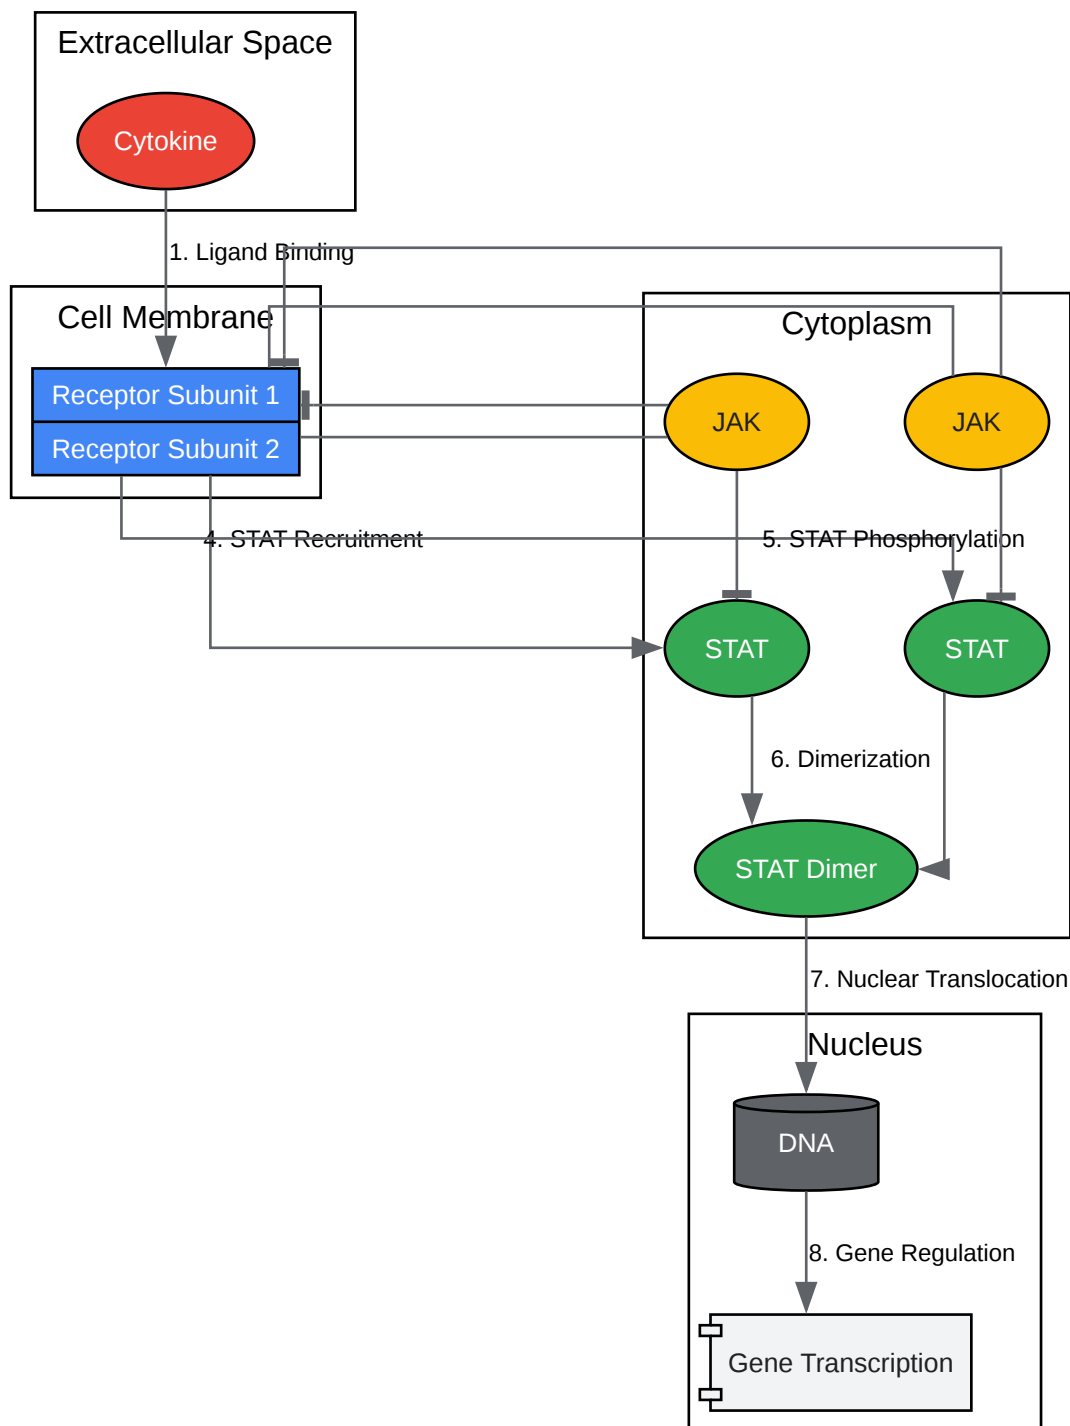 Extracellular Space
Cytokine
1. Ligand Binding
Cell Membrane
Cytoplasm
Receptor Subunit 1
Receptor Subunit 2
JAK
JAK
4. STAT Recruitment
5. STAT Phosphorylation
STAT
STAT
6. Dimerization
STAT Dimer
7. Nuclear Translocation
Nucleus
DNA
8. Gene Regulation
Gene Transcription